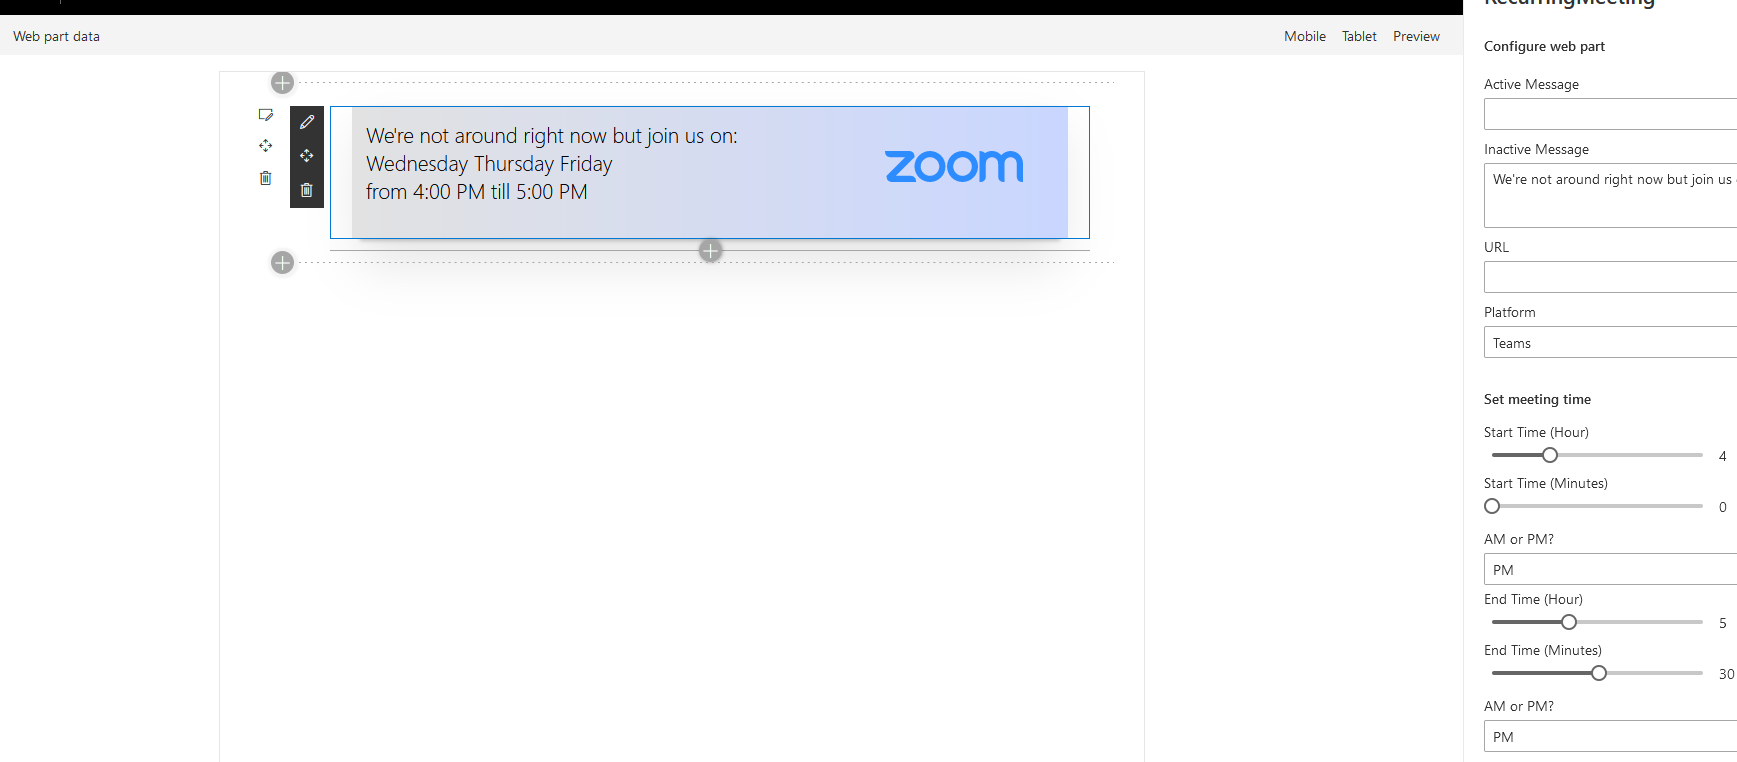 RecurringMeeting
Web part data
Mobile Tablet Preview
We're not around right now but join us on:
Wednesday Thursday Friday
from 4:00 PM till 5:00 PM
zoom
Configure web part
Active Message
Inactive Message
We're not around right now but join us
URL
Platform
Teams
Set meeting time
Start Time (Hour)
4
Start Time (Minutes)
0
AM or PM?
PM
End Time (Hour)
5
End Time (Minutes)
30
AM or PM?
PM